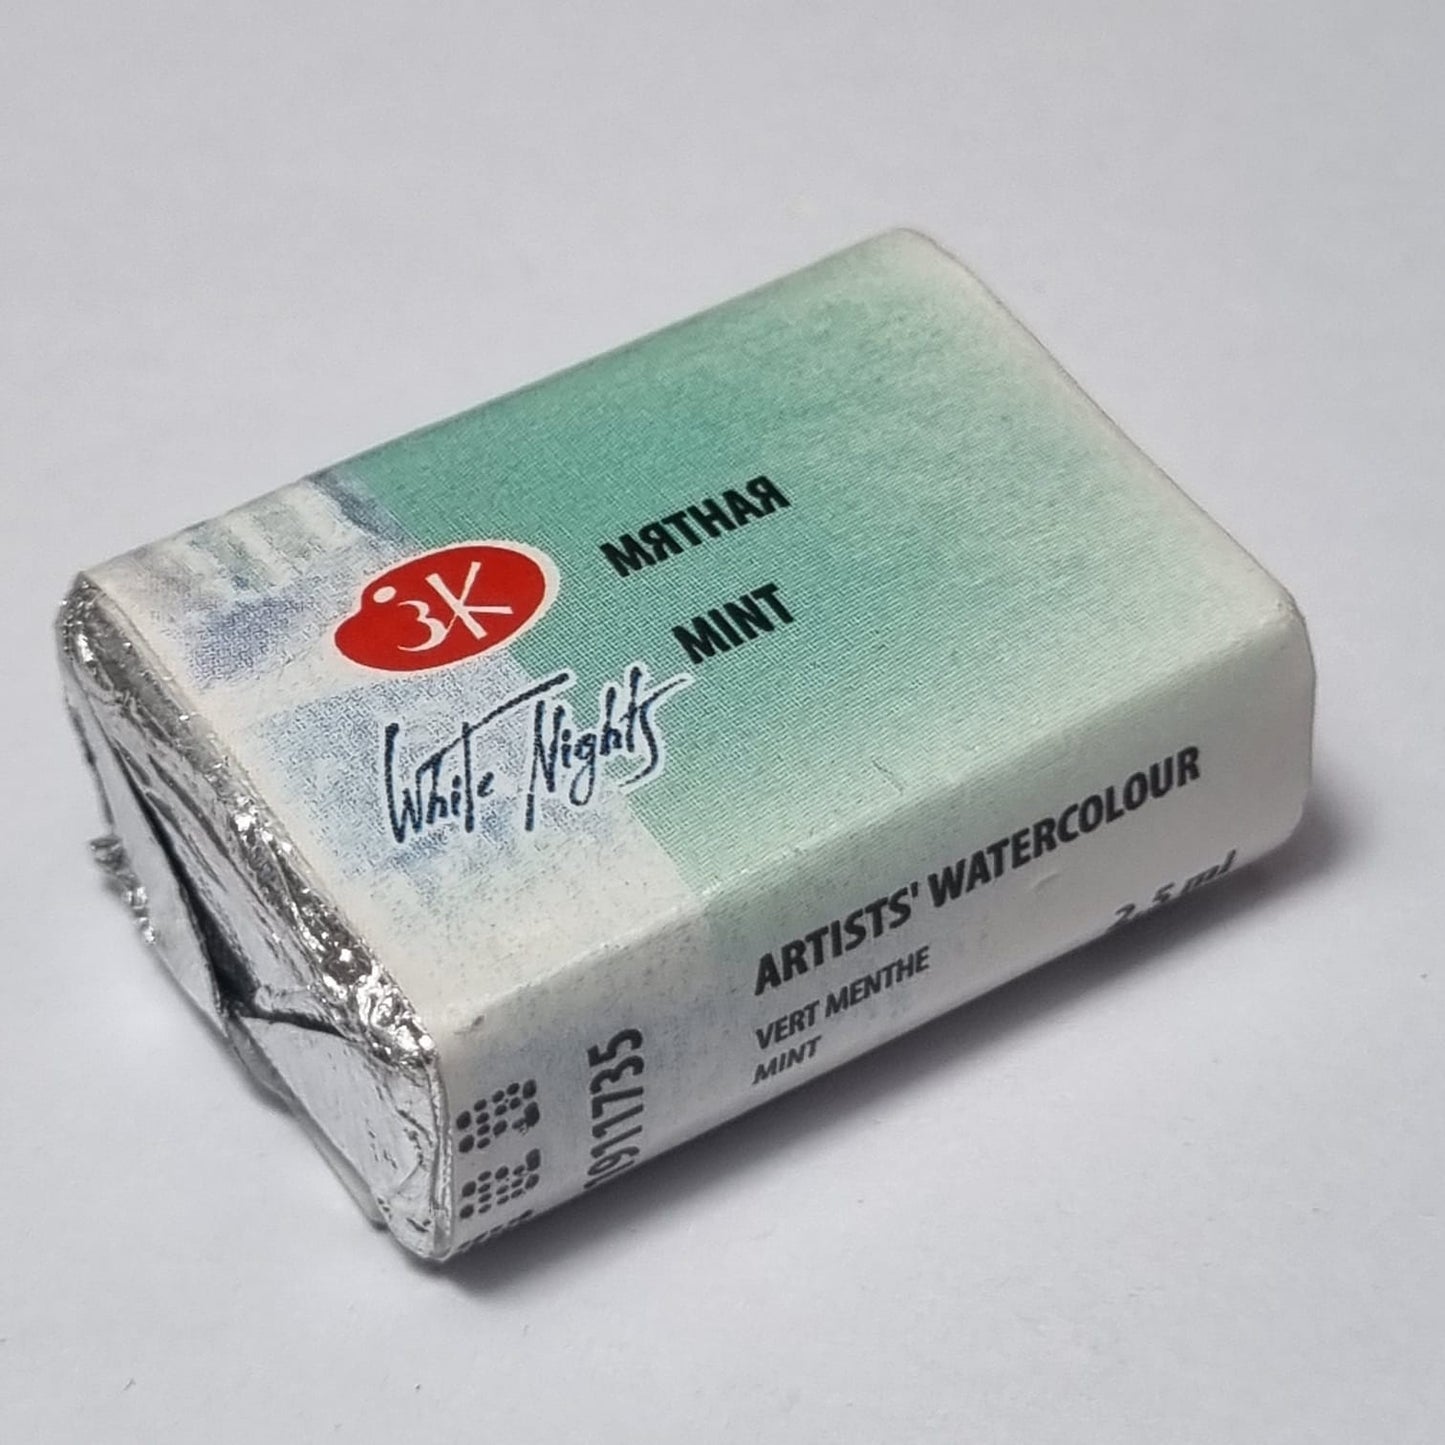 МЯТНАЯ
MINT
ЗК
White Nights
ARTISTS' WATERCOLOUR
VERT MENTHE
MINT
2,5 ml
1911735